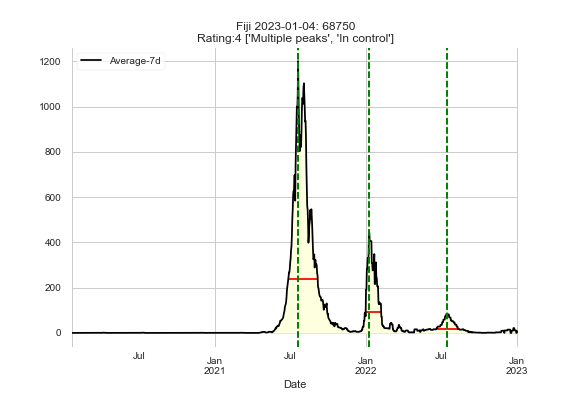 Fiji 2023-01-04: 68750
Rating:4 ['Multiple peaks', 'In control']
Average-7d
1200
1000
800
600
400
200
0
Jul
Jan
2021
Jul
Jan
2022
Jul
Jan
2023
Date